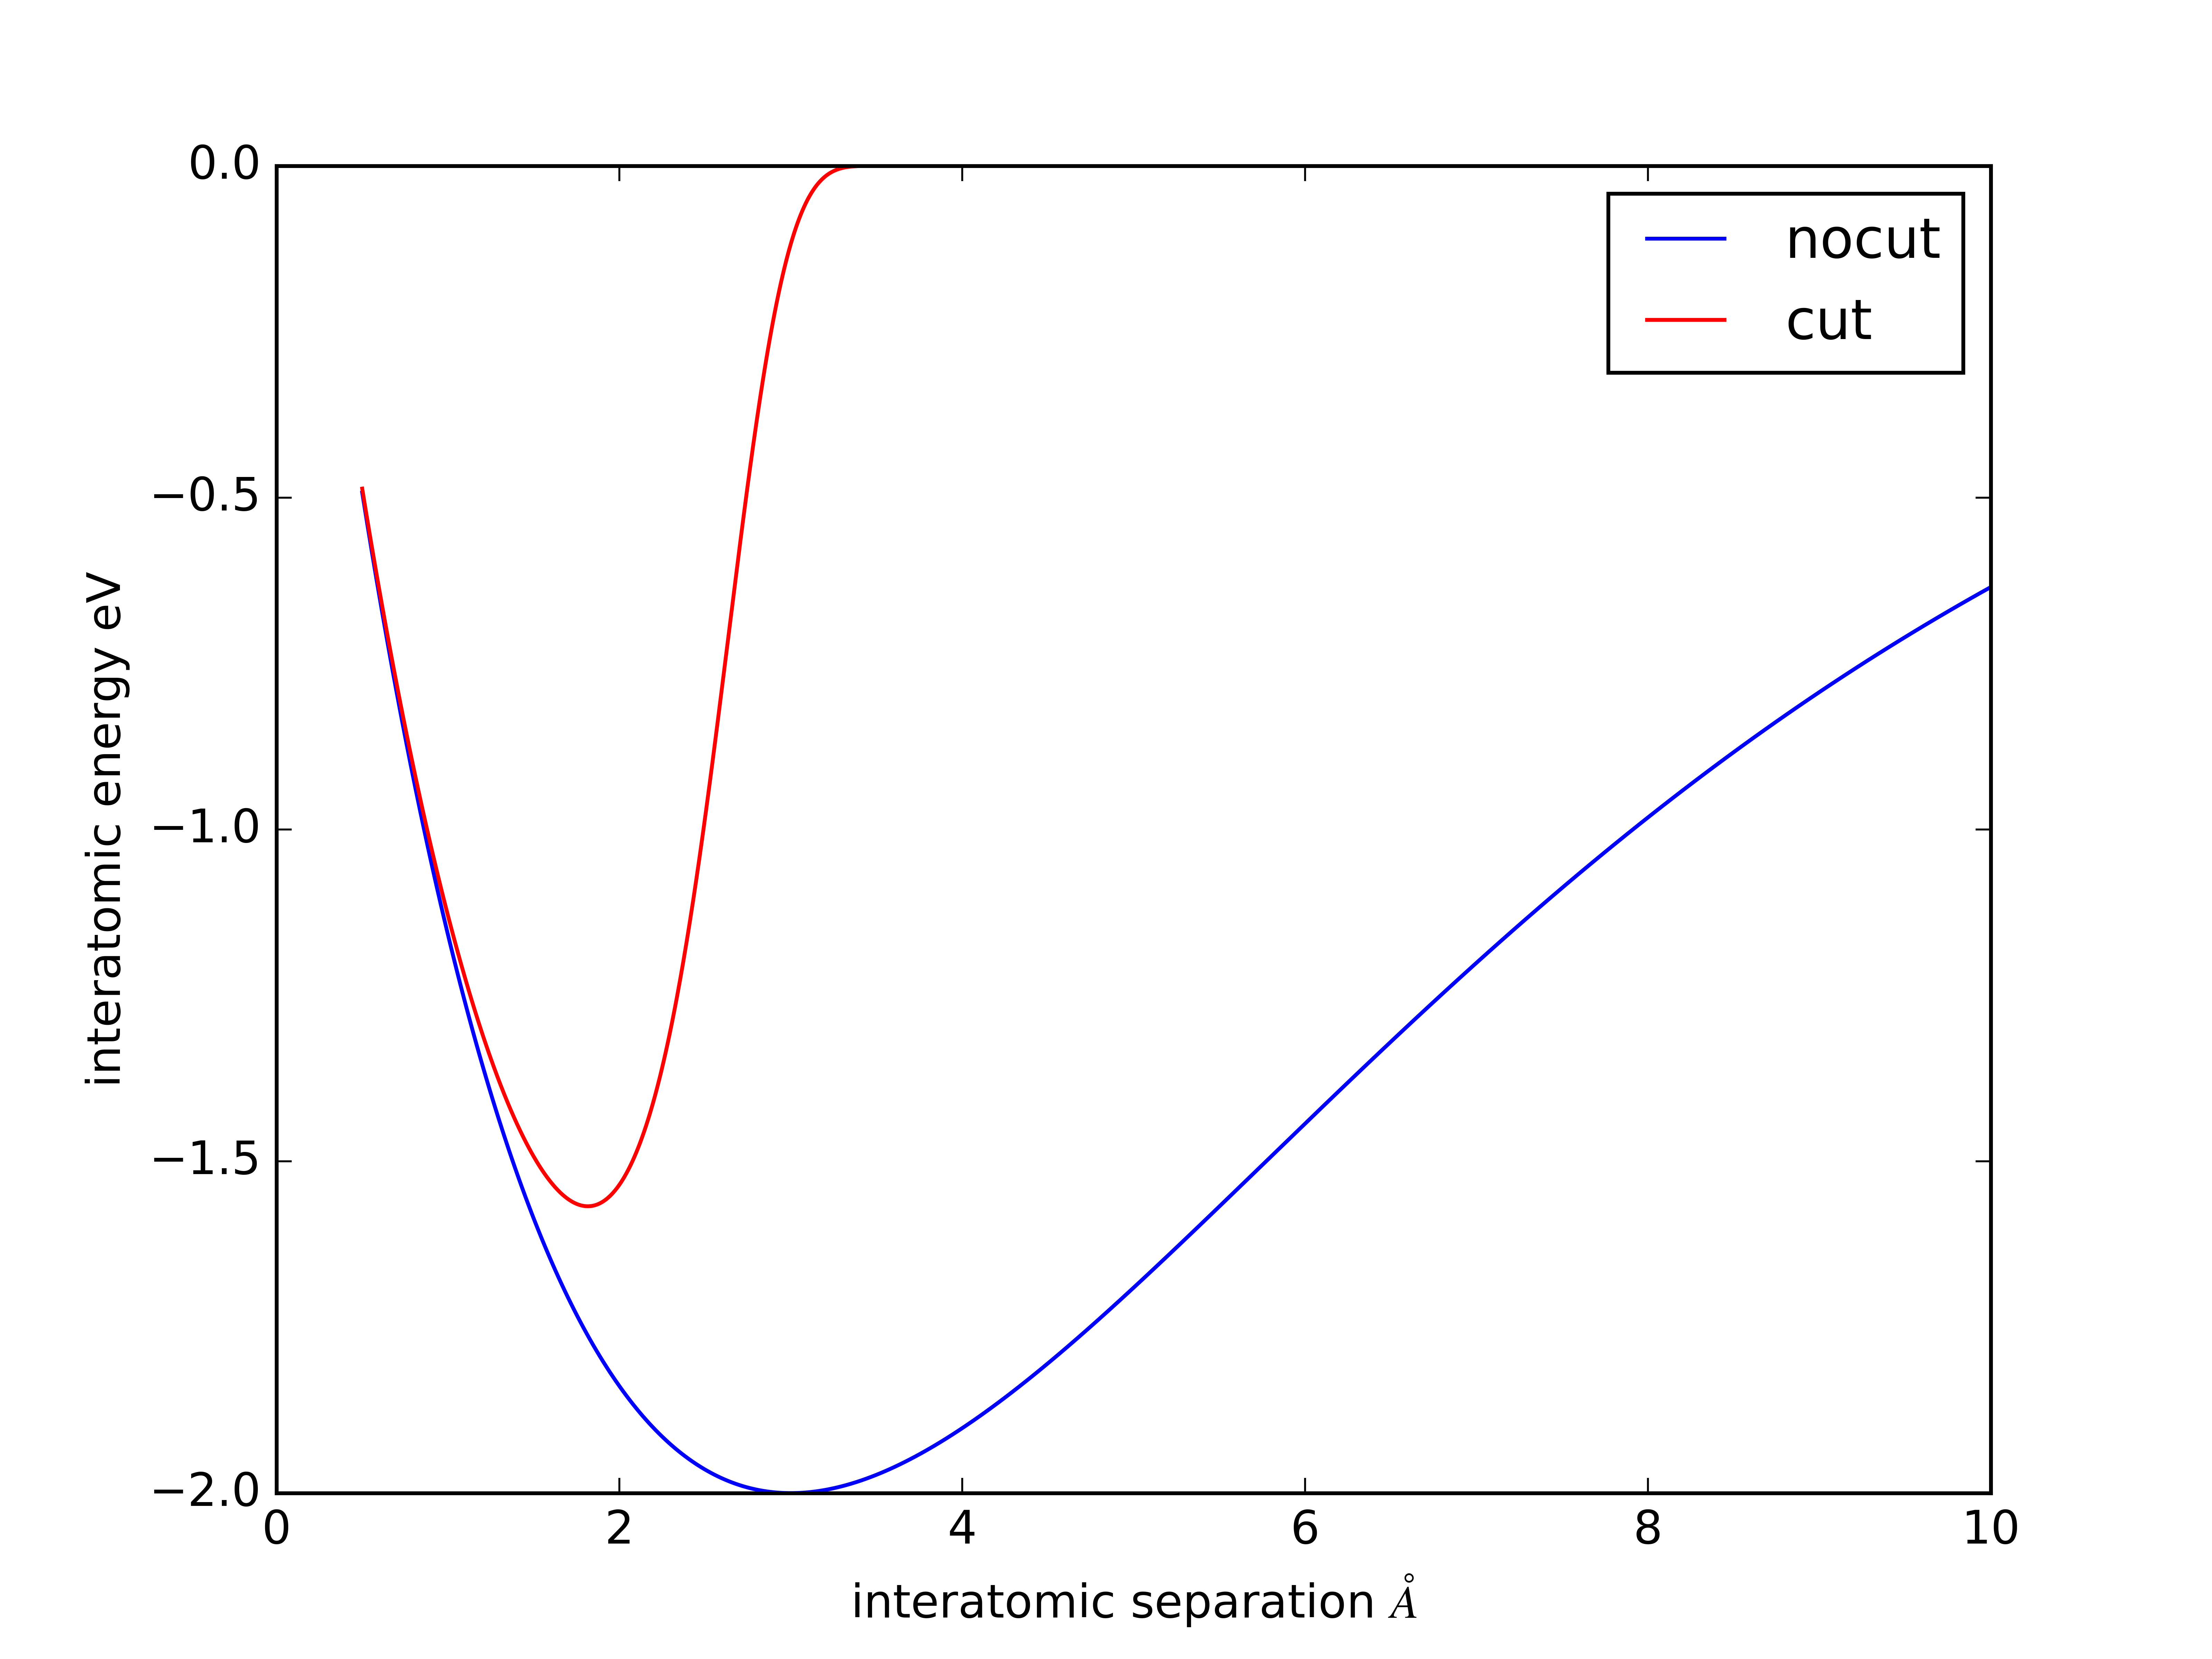 0.0
−0.5
−1.0
−1.5
−2.0
0
2
4
6
8
10
interatomic energy eV
interatomic separation Å
nocut
cut